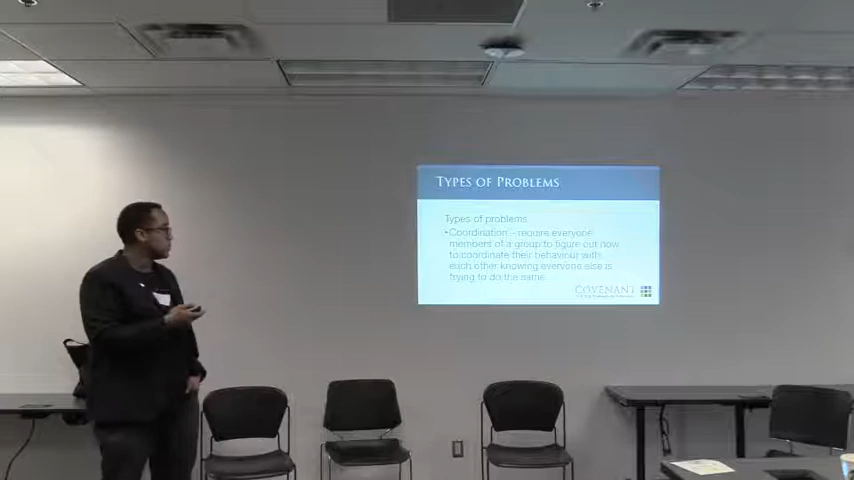 Types of Problems
Types of problems
•Coordination – require everyone
members of a group to figure out how
to coordinate their behaviour with
each other knowing everyone else is
trying to do the same.
COVENANT